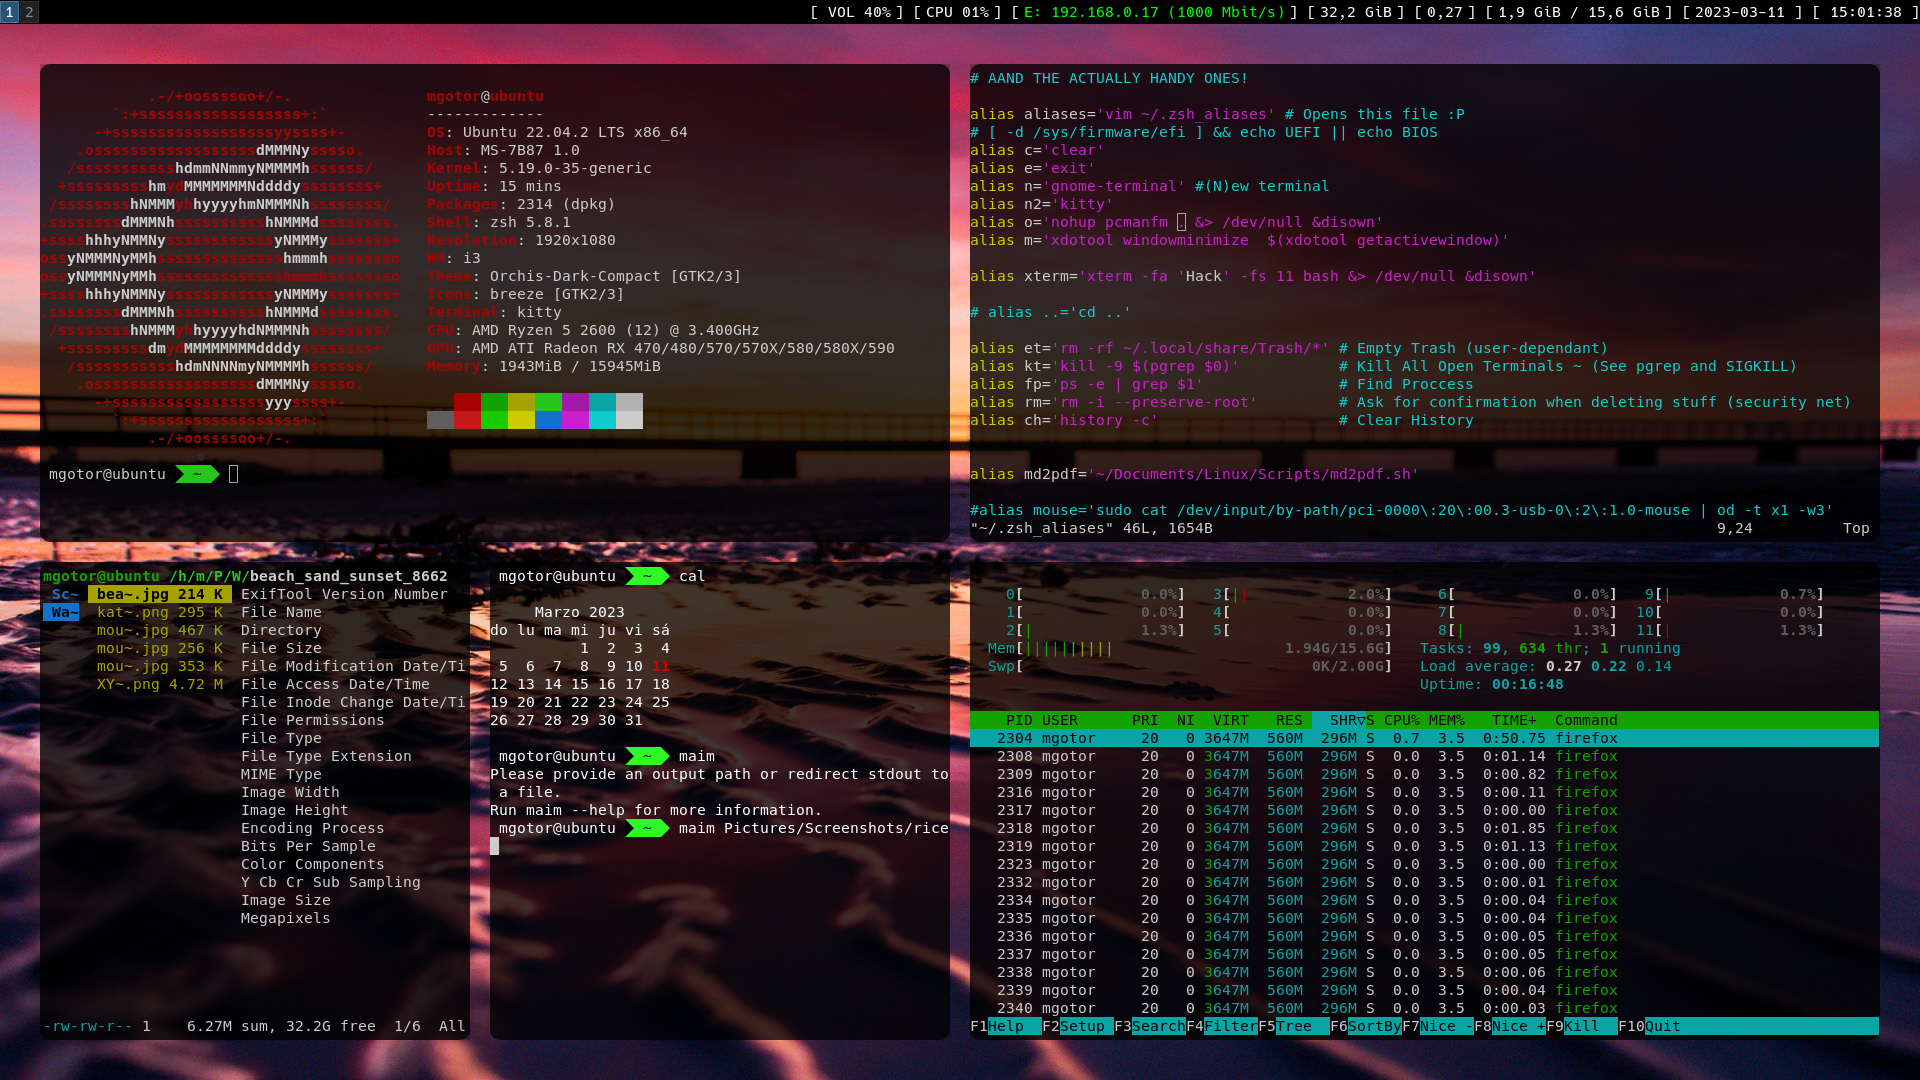 1 2 [ VOL 40% ] [ CPU 01% ] [ E: 192.168.0.17 (1000 Mbit/s) ] [ 32,2 GiB ] [ 0,27 ] [ 1,9 GiB / 15,6 GiB ] [ 2023-03-11 ] [ 15:01:38 ]
.-/+oossssoo+/-.
`:+ssssssssssssssssss+:`
-+ssssssssssssssssssyyssss+-
.ossssssssssssssssssdMMMNysssso.
/ssssssssssshdmmNNmmyNMMMMhssssss/
+ssssssssshmydMMMMMMMNddddyssssssss+
/sssssssshNMMMyhhyyyyhmNMMMNhssssssss/
.ssssssssdMMMNhsssssssssshNMMMdssssssss.
+sssshhhyNMMNyssssssssssssyNMMMysssssss+
ossyNMMMNyMMhsssssssssssssshmmmhssssssso
ossyNMMMNyMMhsssssssssssssshmmmhssssssso
+sssshhhyNMMNyssssssssssssyNMMMysssssss+
.ssssssssdMMMNhsssssssssshNMMMdssssssss.
/sssssssshNMMMyhhyyyyhdNMMMNhssssssss/
+sssssssssdmydMMMMMMMMddddyssssssss+
/ssssssssssshdmNNNNmyNMMMMhssssss/
.ossssssssssssssssssdMMMNysssso.
-+sssssssssssssssssyyyssss+-
`:+ssssssssssssssssss+:`
.-/+oossssoo+/-.
mgotor@ubuntu
-------------
OS: Ubuntu 22.04.2 LTS x86_64
Host: MS-7B87 1.0
Kernel: 5.19.0-35-generic
Uptime: 15 mins
Packages: 2314 (dpkg)
Shell: zsh 5.8.1
Resolution: 1920x1080
WM: i3
Theme: Orchis-Dark-Compact [GTK2/3]
Icons: breeze [GTK2/3]
Terminal: kitty
CPU: AMD Ryzen 5 2600 (12) @ 3.400GHz
GPU: AMD ATI Radeon RX 470/480/570/570X/580/580X/590
Memory: 1943MiB / 15945MiB
mgotor@ubuntu ~
# AAND THE ACTUALLY HANDY ONES!
alias aliases='vim ~/.zsh_aliases' # Opens this file :P
# [ -d /sys/firmware/efi ] && echo UEFI || echo BIOS
alias c='clear'
alias e='exit'
alias n='gnome-terminal' #(N)ew terminal
alias n2='kitty'
alias o='nohup pcmanfm . &> /dev/null &disown'
alias m='xdotool windowminimize  $(xdotool getactivewindow)'
alias xterm='xterm -fa 'Hack' -fs 11 bash &> /dev/null &disown'
# alias ..='cd ..'
alias et='rm -rf ~/.local/share/Trash/*' # Empty Trash (user-dependant)
alias kt='kill -9 $(pgrep $0)' # Kill All Open Terminals ~ (See pgrep and SIGKILL)
alias fp='ps -e | grep $1' # Find Proccess
alias rm='rm -i --preserve-root' # Ask for confirmation when deleting stuff (security net)
alias ch='history -c' # Clear History
alias md2pdf='~/Documents/Linux/Scripts/md2pdf.sh'
#alias mouse='sudo cat /dev/input/by-path/pci-0000\:20\:00.3-usb-0\:2\:1.0-mouse | od -t x1 -w3'
"~/.zsh_aliases" 46L, 1654B 9,24 Top
mgotor@ubuntu /h/m/P/W/beach_sand_sunset_8662
Sc~ bea~.jpg 214 K ExifTool Version Number
Wa~ kat~.png 295 K File Name
mou~.jpg 467 K Directory
mou~.jpg 256 K File Size
mou~.jpg 353 K File Modification Date/Ti
XY~.png 4.72 M File Access Date/Time
File Inode Change Date/Ti
File Permissions
File Type
File Type Extension
MIME Type
Image Width
Image Height
Encoding Process
Bits Per Sample
Color Components
Y Cb Cr Sub Sampling
Image Size
Megapixels
-rw-rw-r-- 1 6.27M sum, 32.2G free 1/6 All
mgotor@ubuntu ~ cal
Marzo 2023
do lu ma mi ju vi sá
1 2 3 4
5 6 7 8 9 10 11
12 13 14 15 16 17 18
19 20 21 22 23 24 25
26 27 28 29 30 31
mgotor@ubuntu ~ maim
Please provide an output path or redirect stdout to
a file.
Run maim --help for more information.
mgotor@ubuntu ~ maim Pictures/Screenshots/rice
0[ 0.0%] 3[|| 2.0%] 6[ 0.0%] 9[| 0.7%]
1[ 0.0%] 4[ 0.0%] 7[ 0.0%] 10[ 0.0%]
2[| 1.3%] 5[ 0.0%] 8[| 1.3%] 11[| 1.3%]
Mem[|||||||||| 1.94G/15.6G] Tasks: 99, 634 thr; 1 running
Swp[ 0K/2.00G] Load average: 0.27 0.22 0.14
Uptime: 00:16:48
PID USER PRI NI VIRT RES SHR▽S CPU% MEM% TIME+ Command
2304 mgotor 20 0 3647M 560M 296M S 0.7 3.5 0:50.75 firefox
2308 mgotor 20 0 3647M 560M 296M S 0.0 3.5 0:01.14 firefox
2309 mgotor 20 0 3647M 560M 296M S 0.0 3.5 0:00.82 firefox
2316 mgotor 20 0 3647M 560M 296M S 0.0 3.5 0:00.11 firefox
2317 mgotor 20 0 3647M 560M 296M S 0.0 3.5 0:00.00 firefox
2318 mgotor 20 0 3647M 560M 296M S 0.0 3.5 0:01.85 firefox
2319 mgotor 20 0 3647M 560M 296M S 0.0 3.5 0:01.13 firefox
2323 mgotor 20 0 3647M 560M 296M S 0.0 3.5 0:00.00 firefox
2332 mgotor 20 0 3647M 560M 296M S 0.0 3.5 0:00.01 firefox
2334 mgotor 20 0 3647M 560M 296M S 0.0 3.5 0:00.04 firefox
2335 mgotor 20 0 3647M 560M 296M S 0.0 3.5 0:00.04 firefox
2336 mgotor 20 0 3647M 560M 296M S 0.0 3.5 0:00.05 firefox
2337 mgotor 20 0 3647M 560M 296M S 0.0 3.5 0:00.05 firefox
2338 mgotor 20 0 3647M 560M 296M S 0.0 3.5 0:00.06 firefox
2339 mgotor 20 0 3647M 560M 296M S 0.0 3.5 0:00.04 firefox
2340 mgotor 20 0 3647M 560M 296M S 0.0 3.5 0:00.03 firefox
F1Help F2Setup F3SearchF4FilterF5Tree F6SortByF7Nice -F8Nice +F9Kill F10Quit